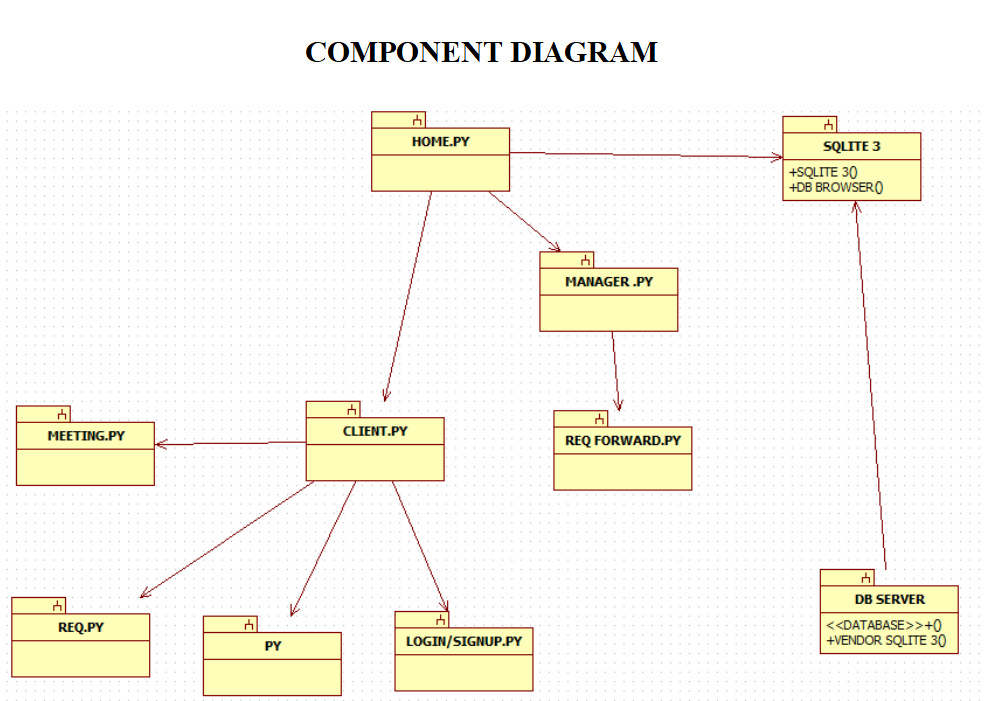 COMPONENT DIAGRAM
HOME.PY
SQLITE 3
+SQLITE 3()
+DB BROWSER()
MANAGER .PY
MEETING.PY
CLIENT.PY
REQ FORWARD.PY
REQ.PY
PY
LOGIN/SIGNUP.PY
DB SERVER
<<DATABASE>>+()
+VENDOR SQLITE 3()